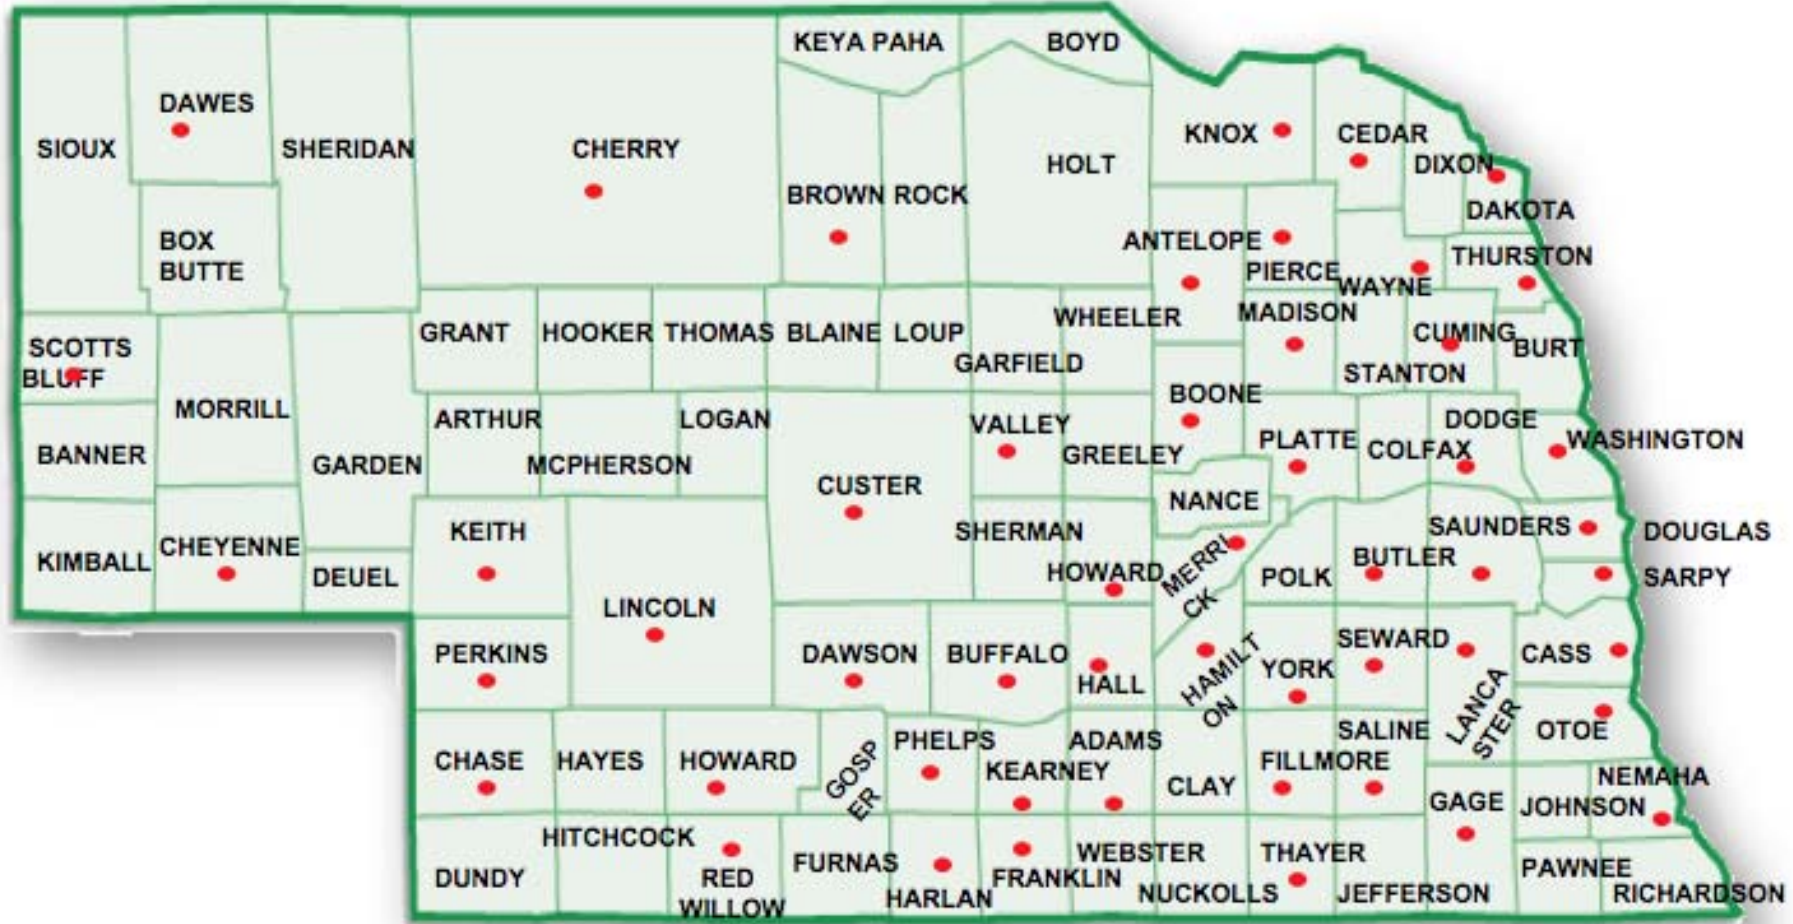 KEYA PAHA
BOYD
DAWES
SIOUX
SHERIDAN
CHERRY
HOLT
KNOX
CEDAR
DIXON
BROWN
ROCK
DAKOTA
BOX
BUTTE
ANTELOPE
PIERCE
WAYNE
THURSTON
GRANT
HOOKER
THOMAS
BLAINE
LOUP
GARFIELD
WHEELER
MADISON
CUMING
BURT
SCOTTS
BLUFF
STANTON
MORRILL
ARTHUR
LOGAN
BOONE
VALLEY
DODGE
BANNER
GARDEN
MCPHERSON
GREELEY
PLATTE
COLFAX
WASHINGTON
CUSTER
NANCE
KEITH
SHERMAN
SAUNDERS
DOUGLAS
KIMBALL
CHEYENNE
DEUEL
HOWARD
MERRI
CK
POLK
BUTLER
SARPY
LINCOLN
PERKINS
DAWSON
BUFFALO
HALL
HAMILT
ON
YORK
SEWARD
CASS
LANCA
STER
CHASE
HAYES
HOWARD
GOSP
ER
PHELPS
KEARNEY
ADAMS
CLAY
FILLMORE
SALINE
OTOE
GAGE
JOHNSON
NEMAHA
DUNDY
HITCHCOCK
RED
WILLOW
FURNAS
HARLAN
FRANKLIN
WEBSTER
NUCKOLLS
THAYER
JEFFERSON
PAWNEE
RICHARDSON